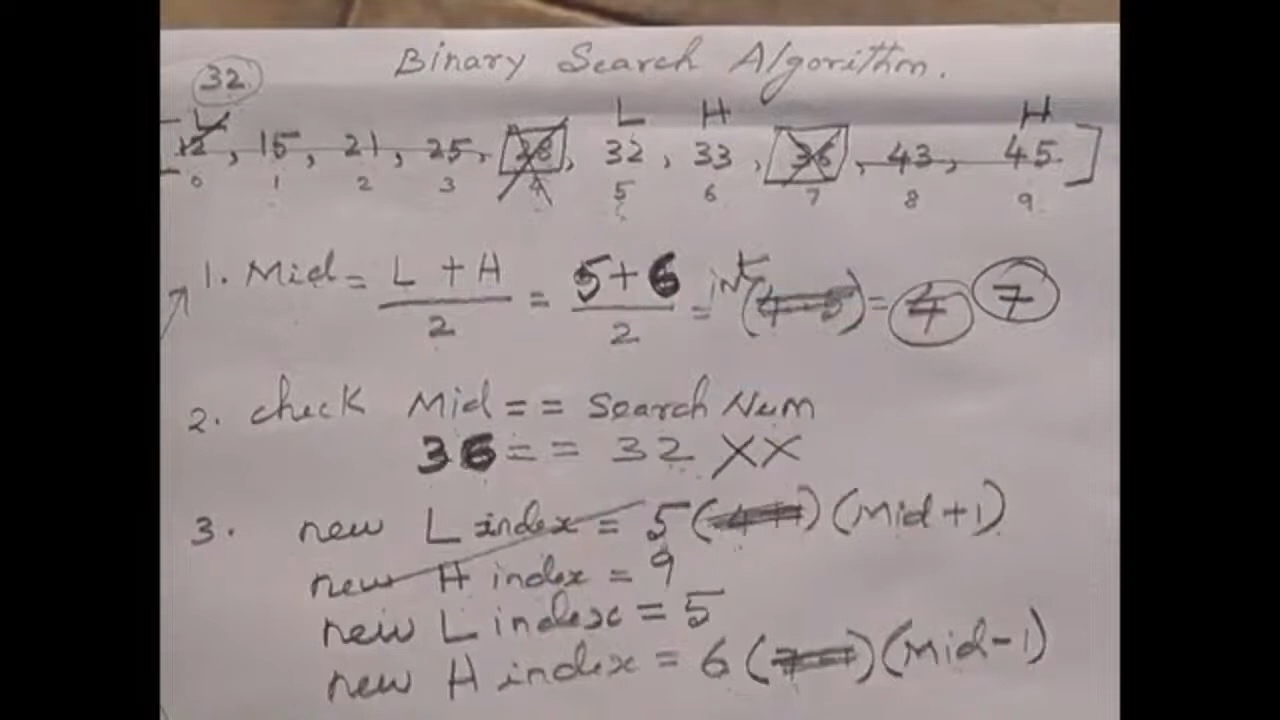 Binary Search Algorithm.
32
L H H
12, 15, 21, 25, 28, 32, 33, 36, 43, 45]
0 1 2 3 4 5 6 7 8 9
1. Mid = L + H / 2 = 5 + 6 / 2 = int ( ) = 4 7
2. check Mid == Search Num
36 == 32 XX
3. new L index = 5 ( ) (Mid+1)
new H index = 9
new L index = 5
new H index = 6 ( ) (Mid-1)